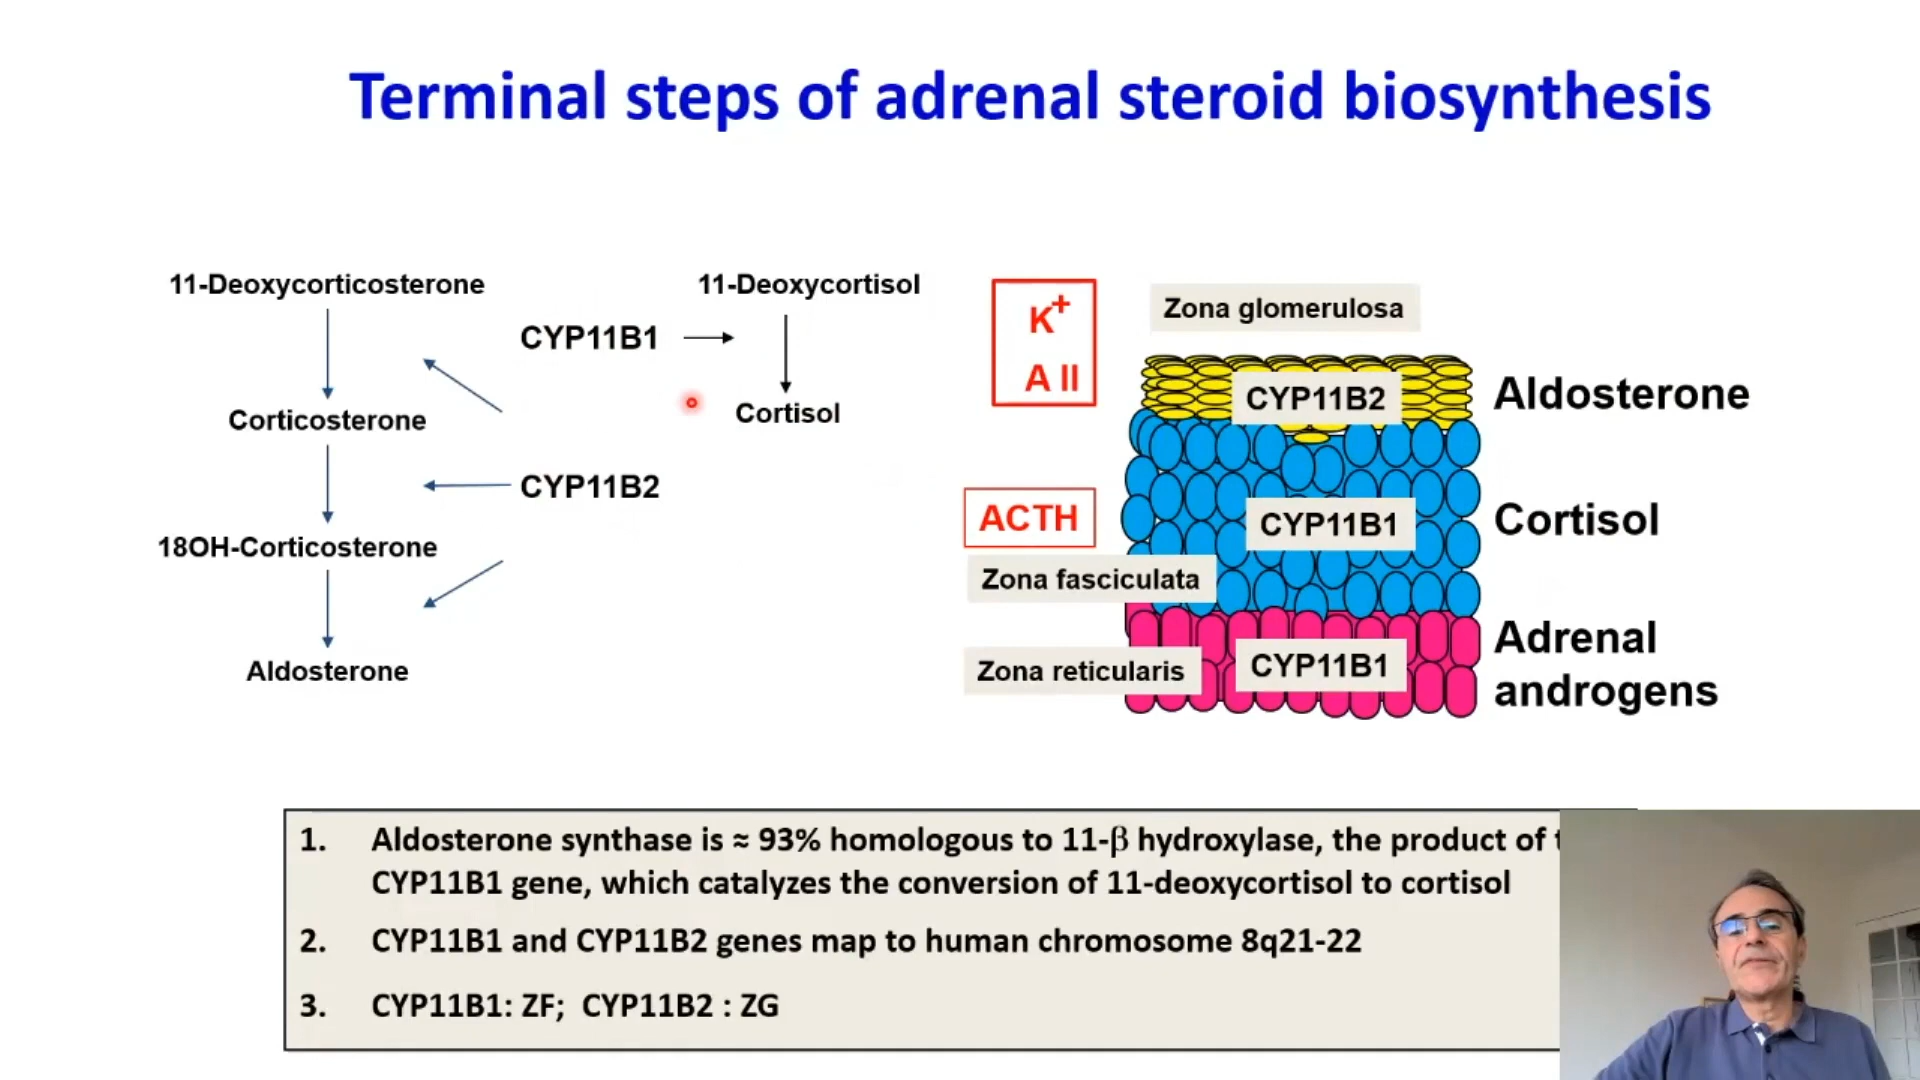 Terminal steps of adrenal steroid biosynthesis
11-Deoxycorticosterone
Corticosterone
18OH-Corticosterone
Aldosterone
CYP11B1
CYP11B2
11-Deoxycortisol
Cortisol
K+
A II
ACTH
Zona glomerulosa
Zona fasciculata
Zona reticularis
CYP11B2
CYP11B1
CYP11B1
Aldosterone
Cortisol
Adrenal
androgens
1. Aldosterone synthase is ≈ 93% homologous to 11-β hydroxylase, the product of
CYP11B1 gene, which catalyzes the conversion of 11-deoxycortisol to cortisol
2. CYP11B1 and CYP11B2 genes map to human chromosome 8q21-22
3. CYP11B1: ZF; CYP11B2 : ZG